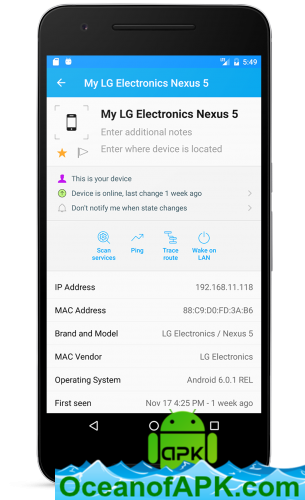 5:49
My LG Electronics Nexus 5
My LG Electronics Nexus 5
Enter additional notes
Enter where device is located
This is your device
Device is online, last change 1 week ago
Don't notify me when state changes
Scan services
Ping
Trace route
Wake on LAN
IP Address 192.168.11.118
MAC Address 88:C9:D0:FD:3A:B6
Brand and Model LG Electronics / Nexus 5
MAC Vendor LG Electronics
Operating System Android 6.0.1 REL
First seen Nov 17 4:25 PM - 1 week ago
APK
OceanofAPK.com